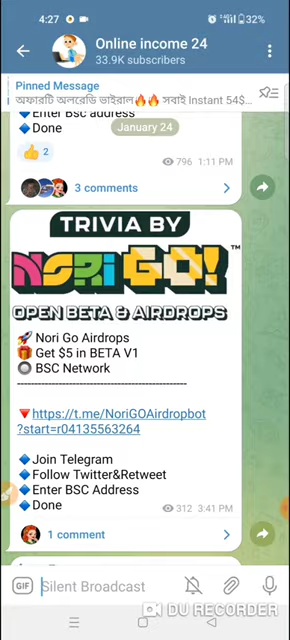 4:27
32%
Online income 24
33.9K subscribers
Pinned Message
অফারটি অলরেডি ভাইরাল🔥🔥 সবাই Instant 54$...
🔷Enter BSC address
🔷Done
January 24
👍 2
796 1:11 PM
3 comments
TRIVIA BY
NORI GO! ™
OPEN BETA & AIRDROPS
🚀 Nori Go Airdrops
🎁 Get $5 in BETA V1
🔘 BSC Network
----------------------------------------
🔻https://t.me/NoriGOAirdropbot
?start=r04135563264
🔷Join Telegram
🔷Follow Twitter&Retweet
🔷Enter BSC Address
🔷Done
312 3:41 PM
1 comment
GIF Silent Broadcast
DU RECORDER